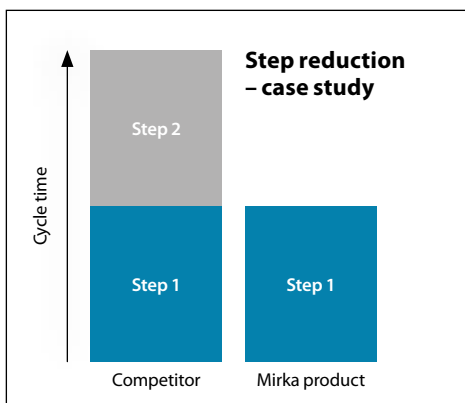 Step reduction
– case study
Step 2
Step 1
Step 1
Cycle time
Competitor
Mirka product